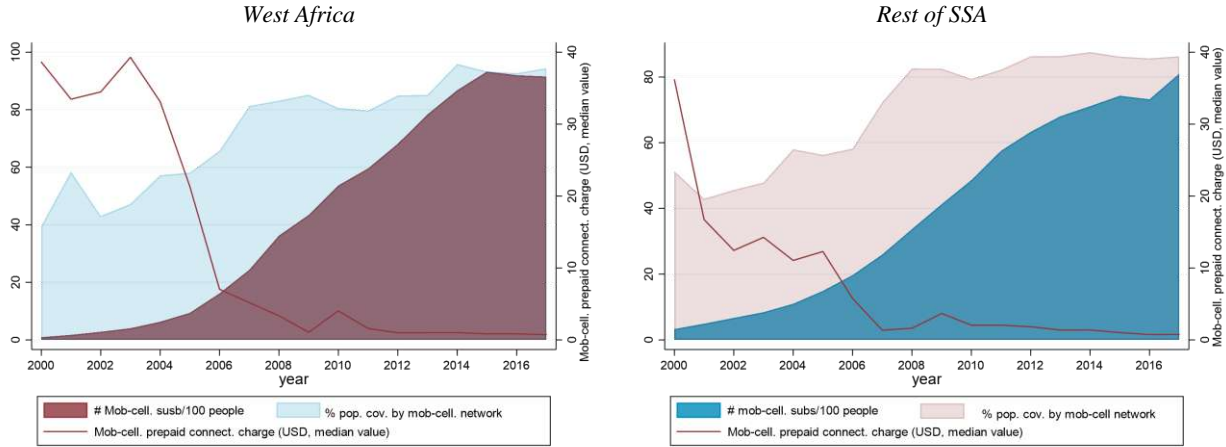 West Africa
100
80
60
40
20
0
40
30
20
10
0
Mob-cell. prepaid connect. charge (USD, median value)
2000 2002 2004 2006 2008 2010 2012 2014 2016
year
# Mob-cell. susb/100 people
% pop. cov. by mob-cell. network
Mob-cell. prepaid connect. charge (USD, median value)
Rest of SSA
80
60
40
20
0
40
30
20
10
0
Mob-cell. prepaid connect. charge (USD, median value)
2000 2002 2004 2006 2008 2010 2012 2014 2016
year
# mob-cell. subs/100 people
% pop. cov. by mob-cell network
Mob-cell. prepaid connect. charge (USD, median value)